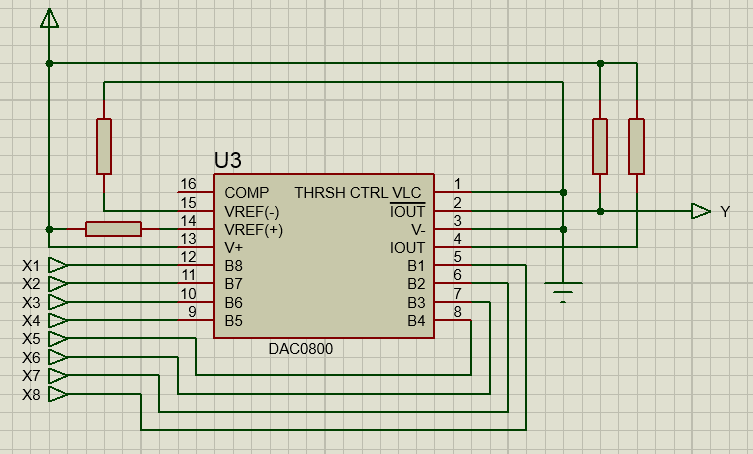 U3
16 COMP THRSH CTRL VLC 1
15 VREF(-) IOUT 2
14 VREF(+) V- 3
13 V+ IOUT 4
X1 12 B8 B1 5
X2 11 B7 B2 6
X3 10 B6 B3 7
X4 9 B5 B4 8
X5
X6
X7
X8
DAC0800
Y